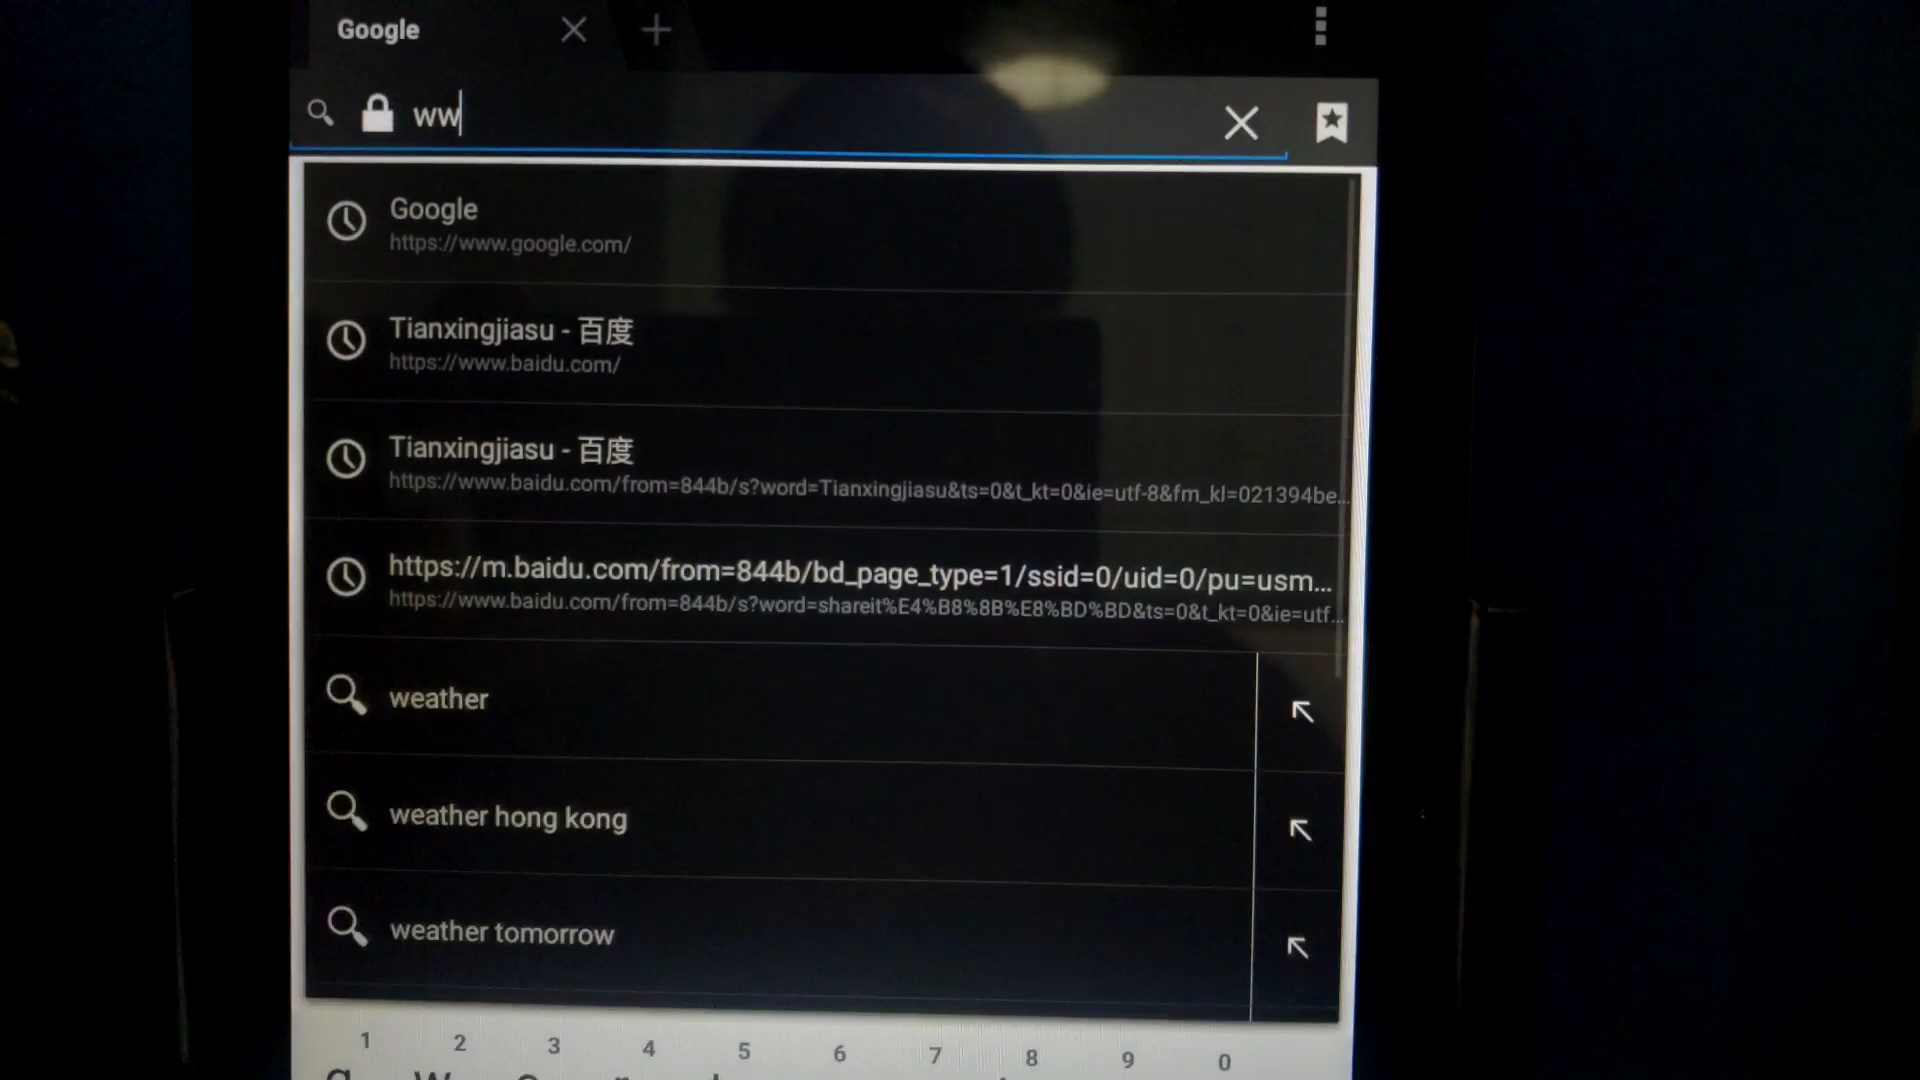 Google
ww
Google
https://www.google.com/
Tianxingjiasu - 百度
https://www.baidu.com/
Tianxingjiasu - 百度
https://www.baidu.com/from=844b/s?word=Tianxingjiasu&ts=0&t_kt=0&ie=utf-8&fm_kl=021394be...
https://m.baidu.com/from=844b/bd_page_type=1/ssid=0/uid=0/pu=usm...
https://www.baidu.com/from=844b/s?word=shareit%E4%B8%8B%E8%BD%BD&ts=0&t_kt=0&ie=utf...
weather
weather hong kong
weather tomorrow
1 2 3 4 5 6 7 8 9 0